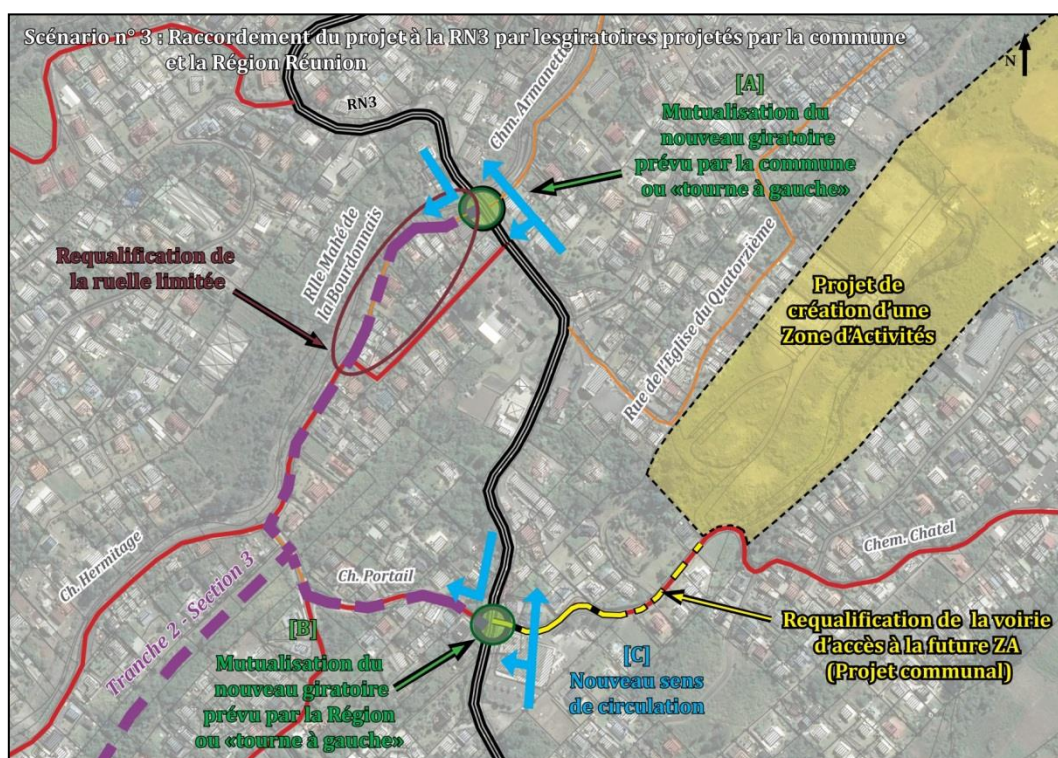 Scénario n° 3 : Raccordement du projet à la RN3 par lesgiratoires projetés par la commune
et la Région Réunion
N
RN3
Chm. Armanette
[A]
Mutualisation du
nouveau giratoire
prévu par la commune
ou «tourne à gauche»
Requalification de
la ruelle limitée
Rlle Mahé de
la Bourdonnais
Rue de l'Eglise du Quatorzième
Projet de
création d'une
Zone d'Activités
Ch. Hermitage
Tranche 2 - Section 3
Ch. Portail
Chem. Chatel
[B]
Mutualisation du
nouveau giratoire
prévu par la Région
ou «tourne à gauche»
[C]
Nouveau sens
de circulation
Requalification de la voirie
d'accès à la future ZA
(Projet communal)